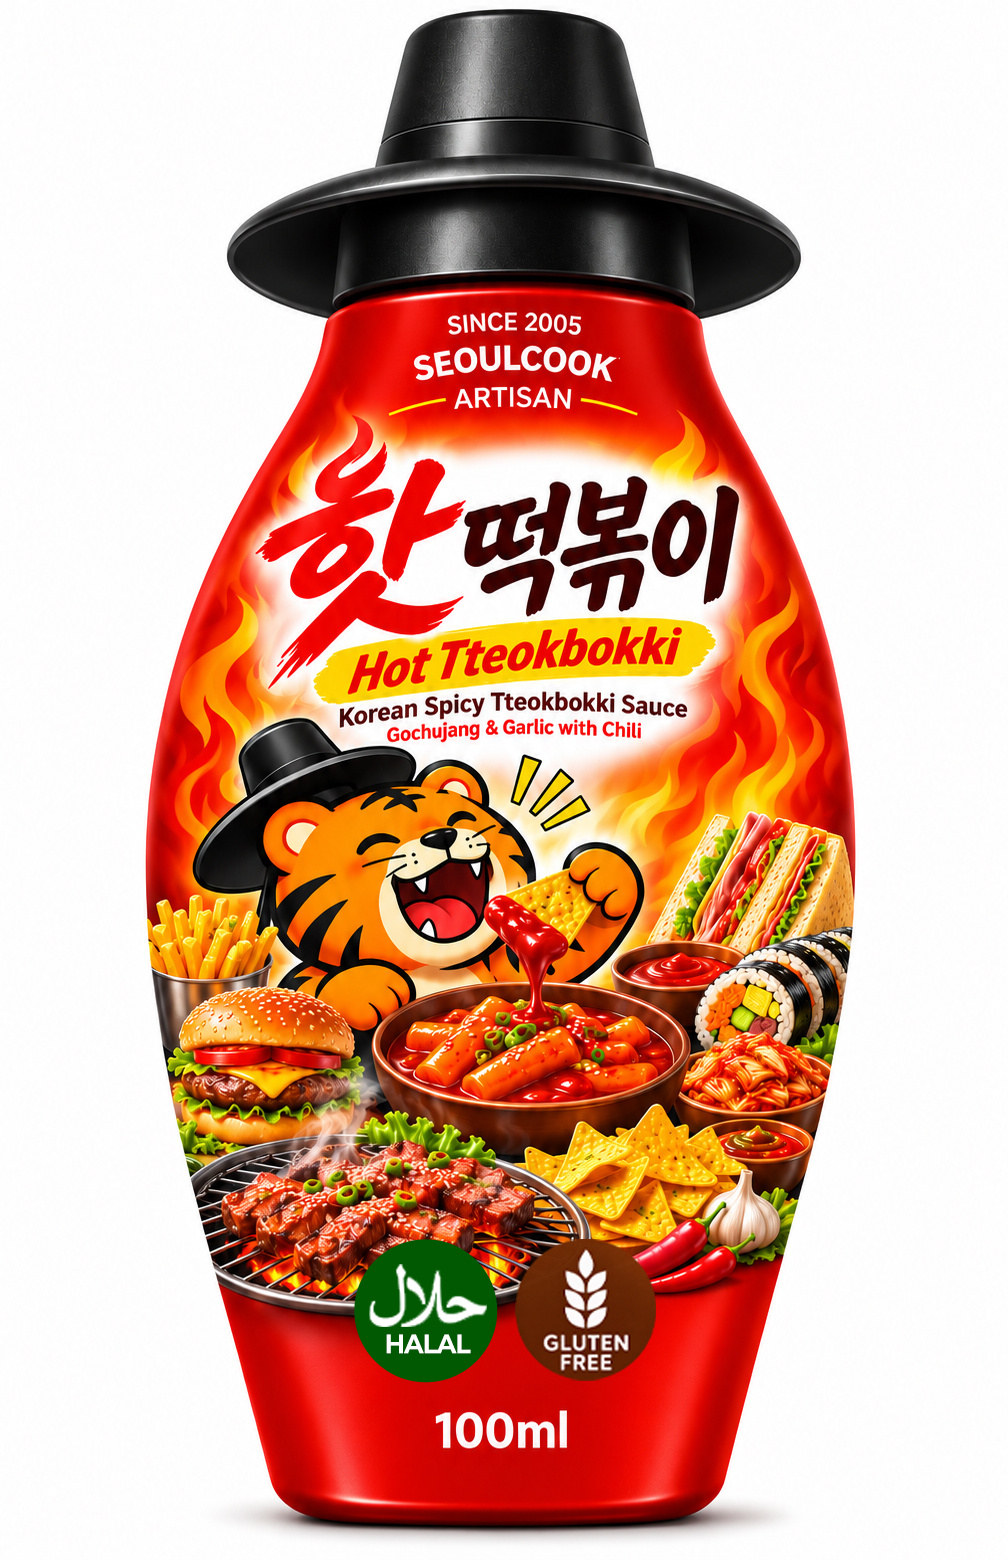 SINCE 2005
SEOULCOOK
ARTISAN
핫 떡볶이
Hot Tteokbokki
Korean Spicy Tteokbokki Sauce
Gochujang & Garlic with Chili
حلال
HALAL
GLUTEN
FREE
100ml